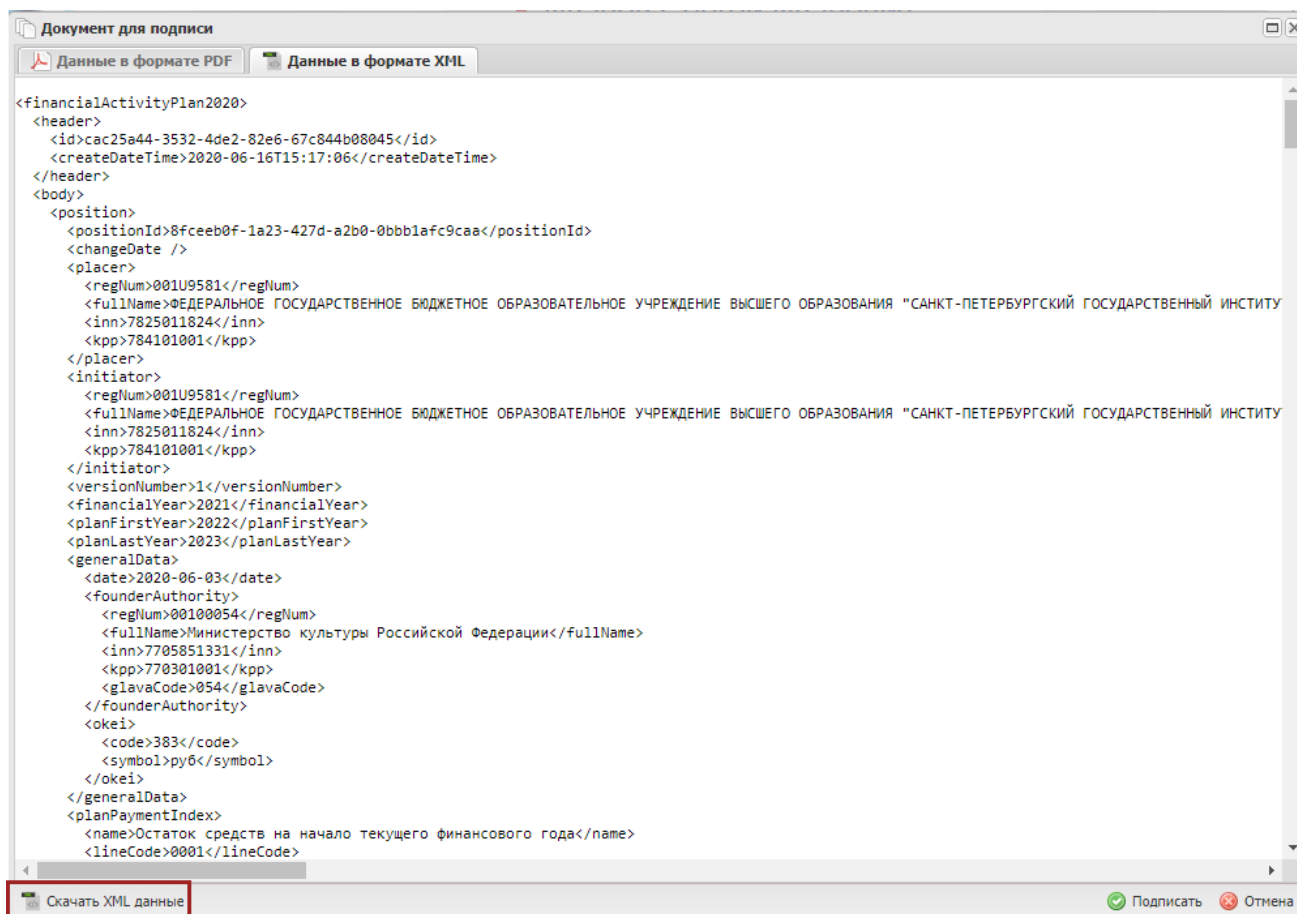 Документ для подписи
Данные в формате PDF Данные в формате XML
<financialActivityPlan2020>
<header>
<id>cac25a44-3532-4de2-82e6-67c844b08045</id>
<createDateTime>2020-06-16T15:17:06</createDateTime>
</header>
<body>
<position>
<positionId>8fceeb0f-1a23-427d-a2b0-0bbb1afc9caa</positionId>
<changeDate />
<placer>
<regNum>001U9581</regNum>
<fullName>ФЕДЕРАЛЬНОЕ ГОСУДАРСТВЕННОЕ БЮДЖЕТНОЕ ОБРАЗОВАТЕЛЬНОЕ УЧРЕЖДЕНИЕ ВЫСШЕГО ОБРАЗОВАНИЯ "САНКТ-ПЕТЕРБУРГСКИЙ ГОСУДАРСТВЕННЫЙ ИНСТИТУ
<inn>7825011824</inn>
<kpp>784101001</kpp>
</placer>
<initiator>
<regNum>001U9581</regNum>
<fullName>ФЕДЕРАЛЬНОЕ ГОСУДАРСТВЕННОЕ БЮДЖЕТНОЕ ОБРАЗОВАТЕЛЬНОЕ УЧРЕЖДЕНИЕ ВЫСШЕГО ОБРАЗОВАНИЯ "САНКТ-ПЕТЕРБУРГСКИЙ ГОСУДАРСТВЕННЫЙ ИНСТИТУ
<inn>7825011824</inn>
<kpp>784101001</kpp>
</initiator>
<versionNumber>1</versionNumber>
<financialYear>2021</financialYear>
<planFirstYear>2022</planFirstYear>
<planLastYear>2023</planLastYear>
<generalData>
<date>2020-06-03</date>
<founderAuthority>
<regNum>00100054</regNum>
<fullName>Министерство культуры Российской Федерации</fullName>
<inn>7705851331</inn>
<kpp>770301001</kpp>
<glavaCode>054</glavaCode>
</founderAuthority>
<okei>
<code>383</code>
<symbol>руб</symbol>
</okei>
</generalData>
<planPaymentIndex>
<name>Остаток средств на начало текущего финансового года</name>
<lineCode>0001</lineCode>
Скачать XML данные Подписать Отмена